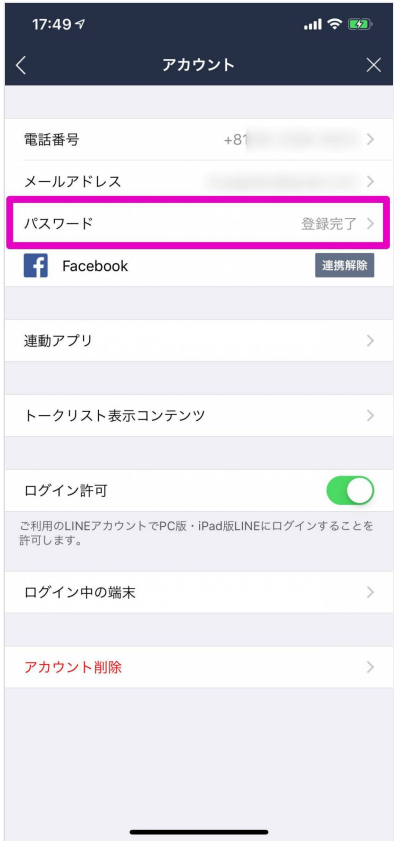 17:49
アカウント
電話番号 +81
メールアドレス
パスワード 登録完了
Facebook 連携解除
連動アプリ
トークリスト表示コンテンツ
ログイン許可
ご利用のLINEアカウントでPC版・iPad版LINEにログインすることを
許可します。
ログイン中の端末
アカウント削除